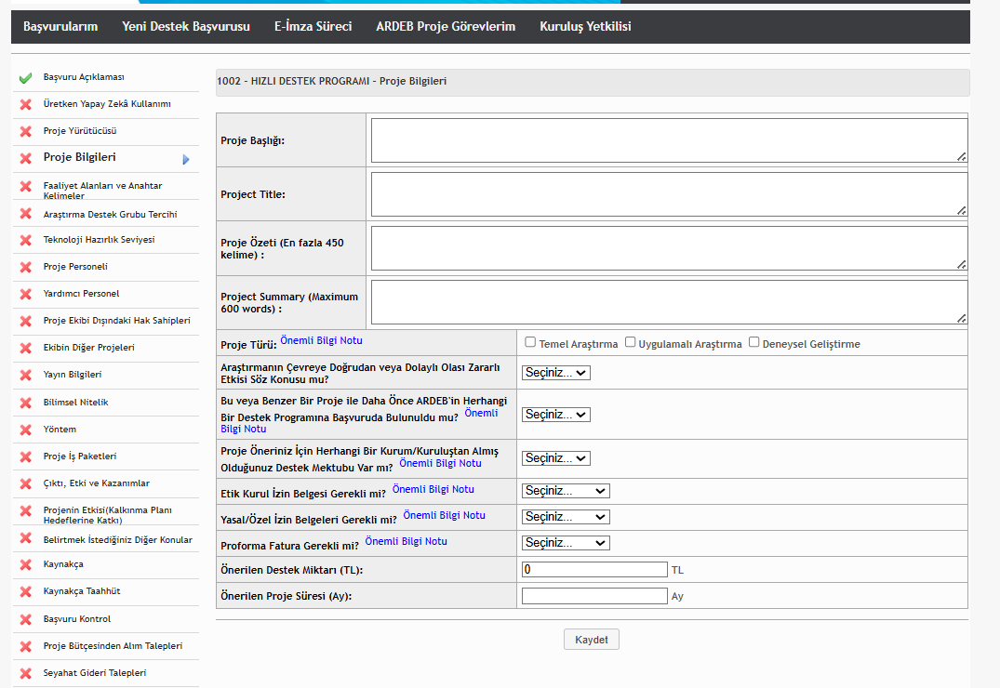 Başvurularım Yeni Destek Başvurusu E-İmza Süreci ARDEB Proje Görevlerim Kuruluş Yetkilisi
Başvuru Açıklaması
Üretken Yapay Zekâ Kullanımı
Proje Yürütücüsü
Proje Bilgileri
Faaliyet Alanları ve Anahtar
Kelimeler
Araştırma Destek Grubu Tercihi
Teknoloji Hazırlık Seviyesi
Proje Personeli
Yardımcı Personel
Proje Ekibi Dışındaki Hak Sahipleri
Ekibin Diğer Projeleri
Yayın Bilgileri
Bilimsel Nitelik
Yöntem
Proje İş Paketleri
Çıktı, Etki ve Kazanımlar
Projenin Etkisi(Kalkınma Planı
Hedeflerine Katkı)
Belirtmek İstediğiniz Diğer Konular
Kaynakça
Kaynakça Taahhüt
Başvuru Kontrol
Proje Bütçesinden Alım Talepleri
Seyahat Gideri Talepleri
1002 - HIZLI DESTEK PROGRAMI - Proje Bilgileri
Proje Başlığı:
Project Title:
Proje Özeti (En fazla 450
kelime) :
Project Summary (Maximum
600 words) :
Proje Türü: Önemli Bilgi Notu
Temel Araştırma Uygulamalı Araştırma Deneysel Geliştirme
Araştırmanın Çevreye Doğrudan veya Dolaylı Olası Zararlı
Etkisi Söz Konusu mu?
Seçiniz...
Bu veya Benzer Bir Proje ile Daha Önce ARDEB'in Herhangi
Bir Destek Programına Başvuruda Bulunuldu mu? Önemli
Bilgi Notu
Seçiniz...
Proje Öneriniz İçin Herhangi Bir Kurum/Kuruluştan Almış
Olduğunuz Destek Mektubu Var mı? Önemli Bilgi Notu
Seçiniz...
Etik Kurul İzin Belgesi Gerekli mi? Önemli Bilgi Notu
Seçiniz...
Yasal/Özel İzin Belgeleri Gerekli mi? Önemli Bilgi Notu
Seçiniz...
Proforma Fatura Gerekli mi? Önemli Bilgi Notu
Seçiniz...
Önerilen Destek Miktarı (TL):
0 TL
Önerilen Proje Süresi (Ay):
Ay
Kaydet